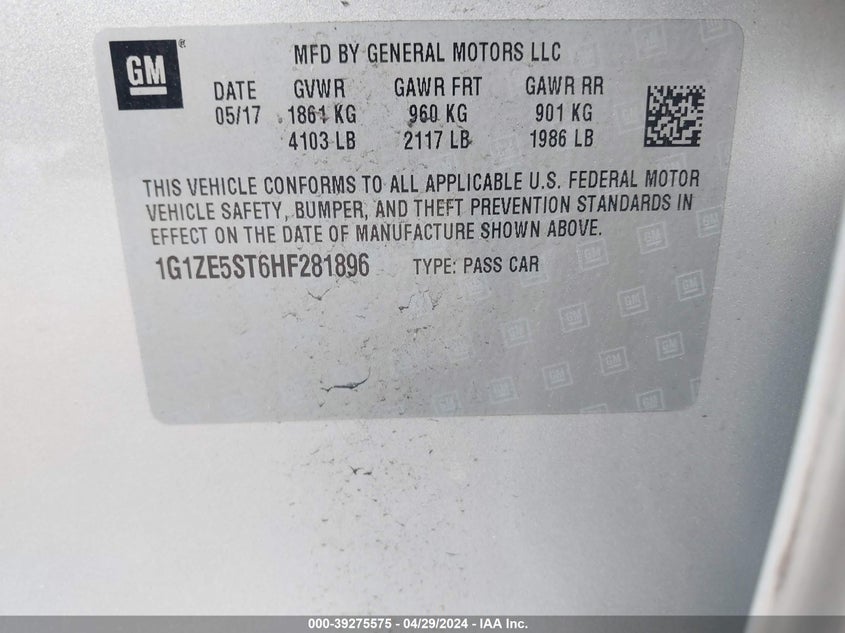 GM
MFD BY GENERAL MOTORS LLC
DATE GVWR GAWR FRT GAWR RR
05/17 1861 KG 960 KG 901 KG
4103 LB 2117 LB 1986 LB
THIS VEHICLE CONFORMS TO ALL APPLICABLE U.S. FEDERAL MOTOR
VEHICLE SAFETY, BUMPER, AND THEFT PREVENTION STANDARDS IN
EFFECT ON THE DATE OF MANUFACTURE SHOWN ABOVE.
1G1ZE5ST6HF281896 TYPE: PASS CAR
000-39275575 - 04/29/2024 - IAA Inc.